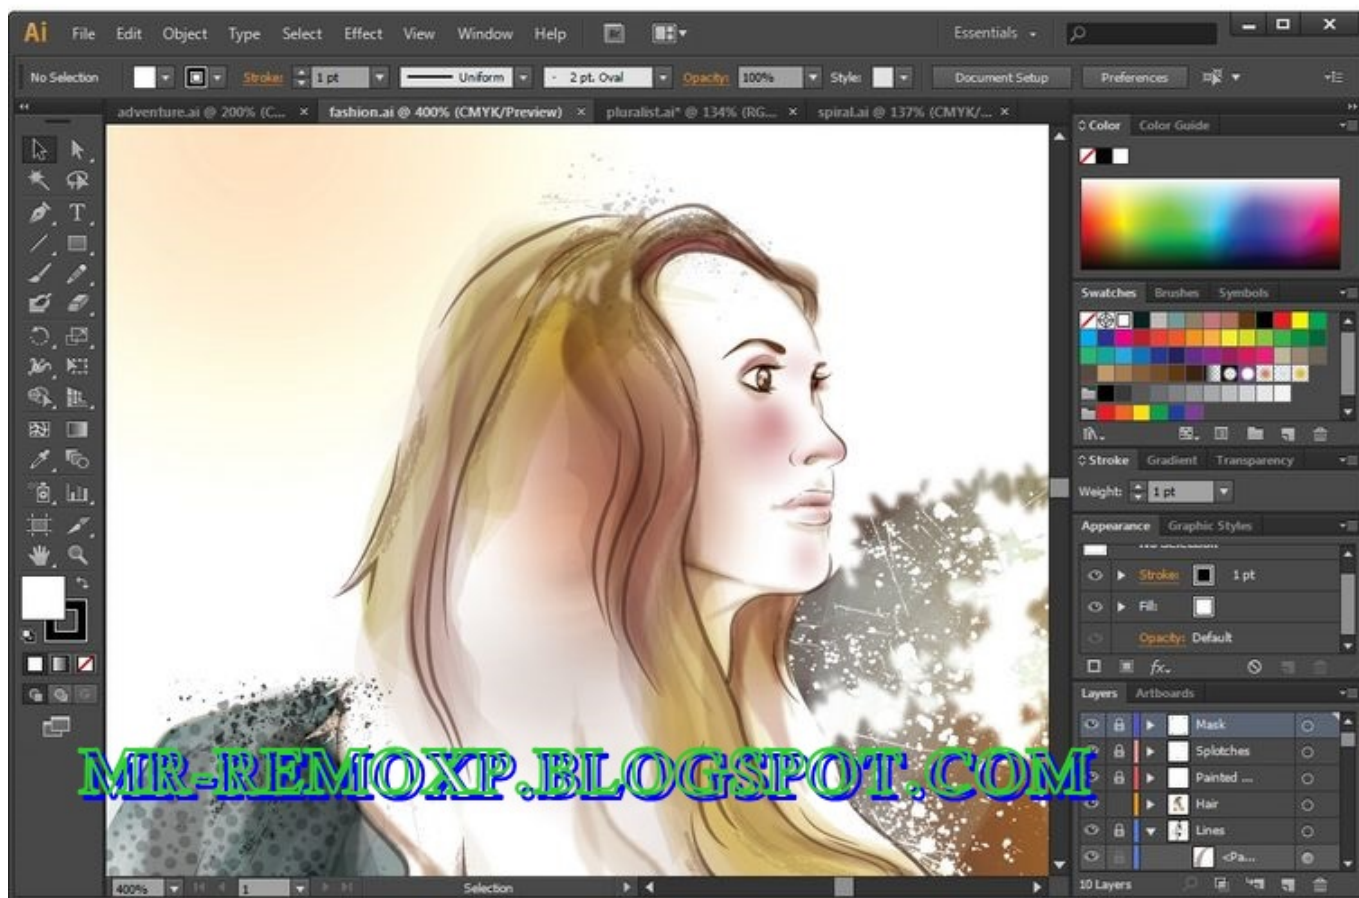 Ai File Edit Object Type Select Effect View Window Help Br Essentials
No Selection Stroke: 1 pt Uniform 2 pt. Oval Opacity: 100% Style: Document Setup Preferences
adventure.ai @ 200% (C... × fashion.ai @ 400% (CMYK/Preview) × pluralist.ai* @ 134% (RG... × spiral.ai @ 137% (CMYK/... ×
Color Color Guide
Swatches Brushes Symbols
Stroke Gradient Transparency
Weight: 1 pt
Appearance Graphic Styles
Stroke: 1 pt
Fill:
Opacity: Default
fx.
Layers Artboards
Mask
Splotches
Painted ...
Hair
Lines
<Pa...
10 Layers
MR-REMOXP.BLOGSPOT.COM
400% 1 Selection